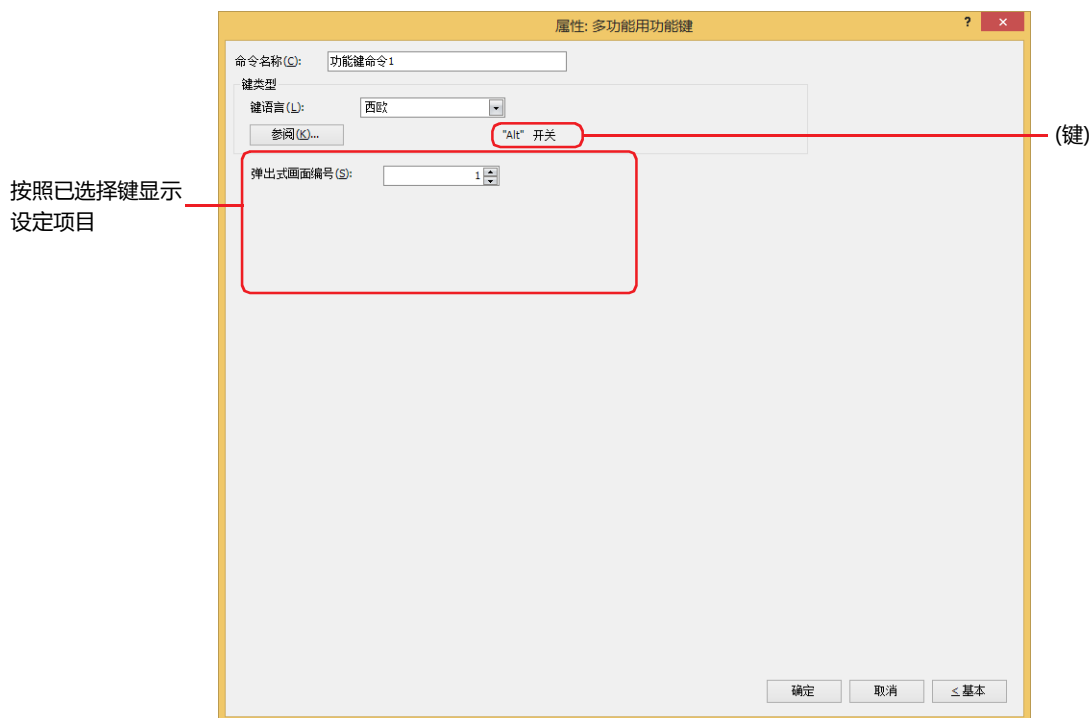 属性: 多功能用功能键
? ×
命令名称(C): 功能键命令1
键类型
键语言(L): 西欧
参阅(K)... "Alt" 开关
(键)
弹出式画面编号(S): 1
按照已选择键显示
设定项目
确定 取消 < 基本